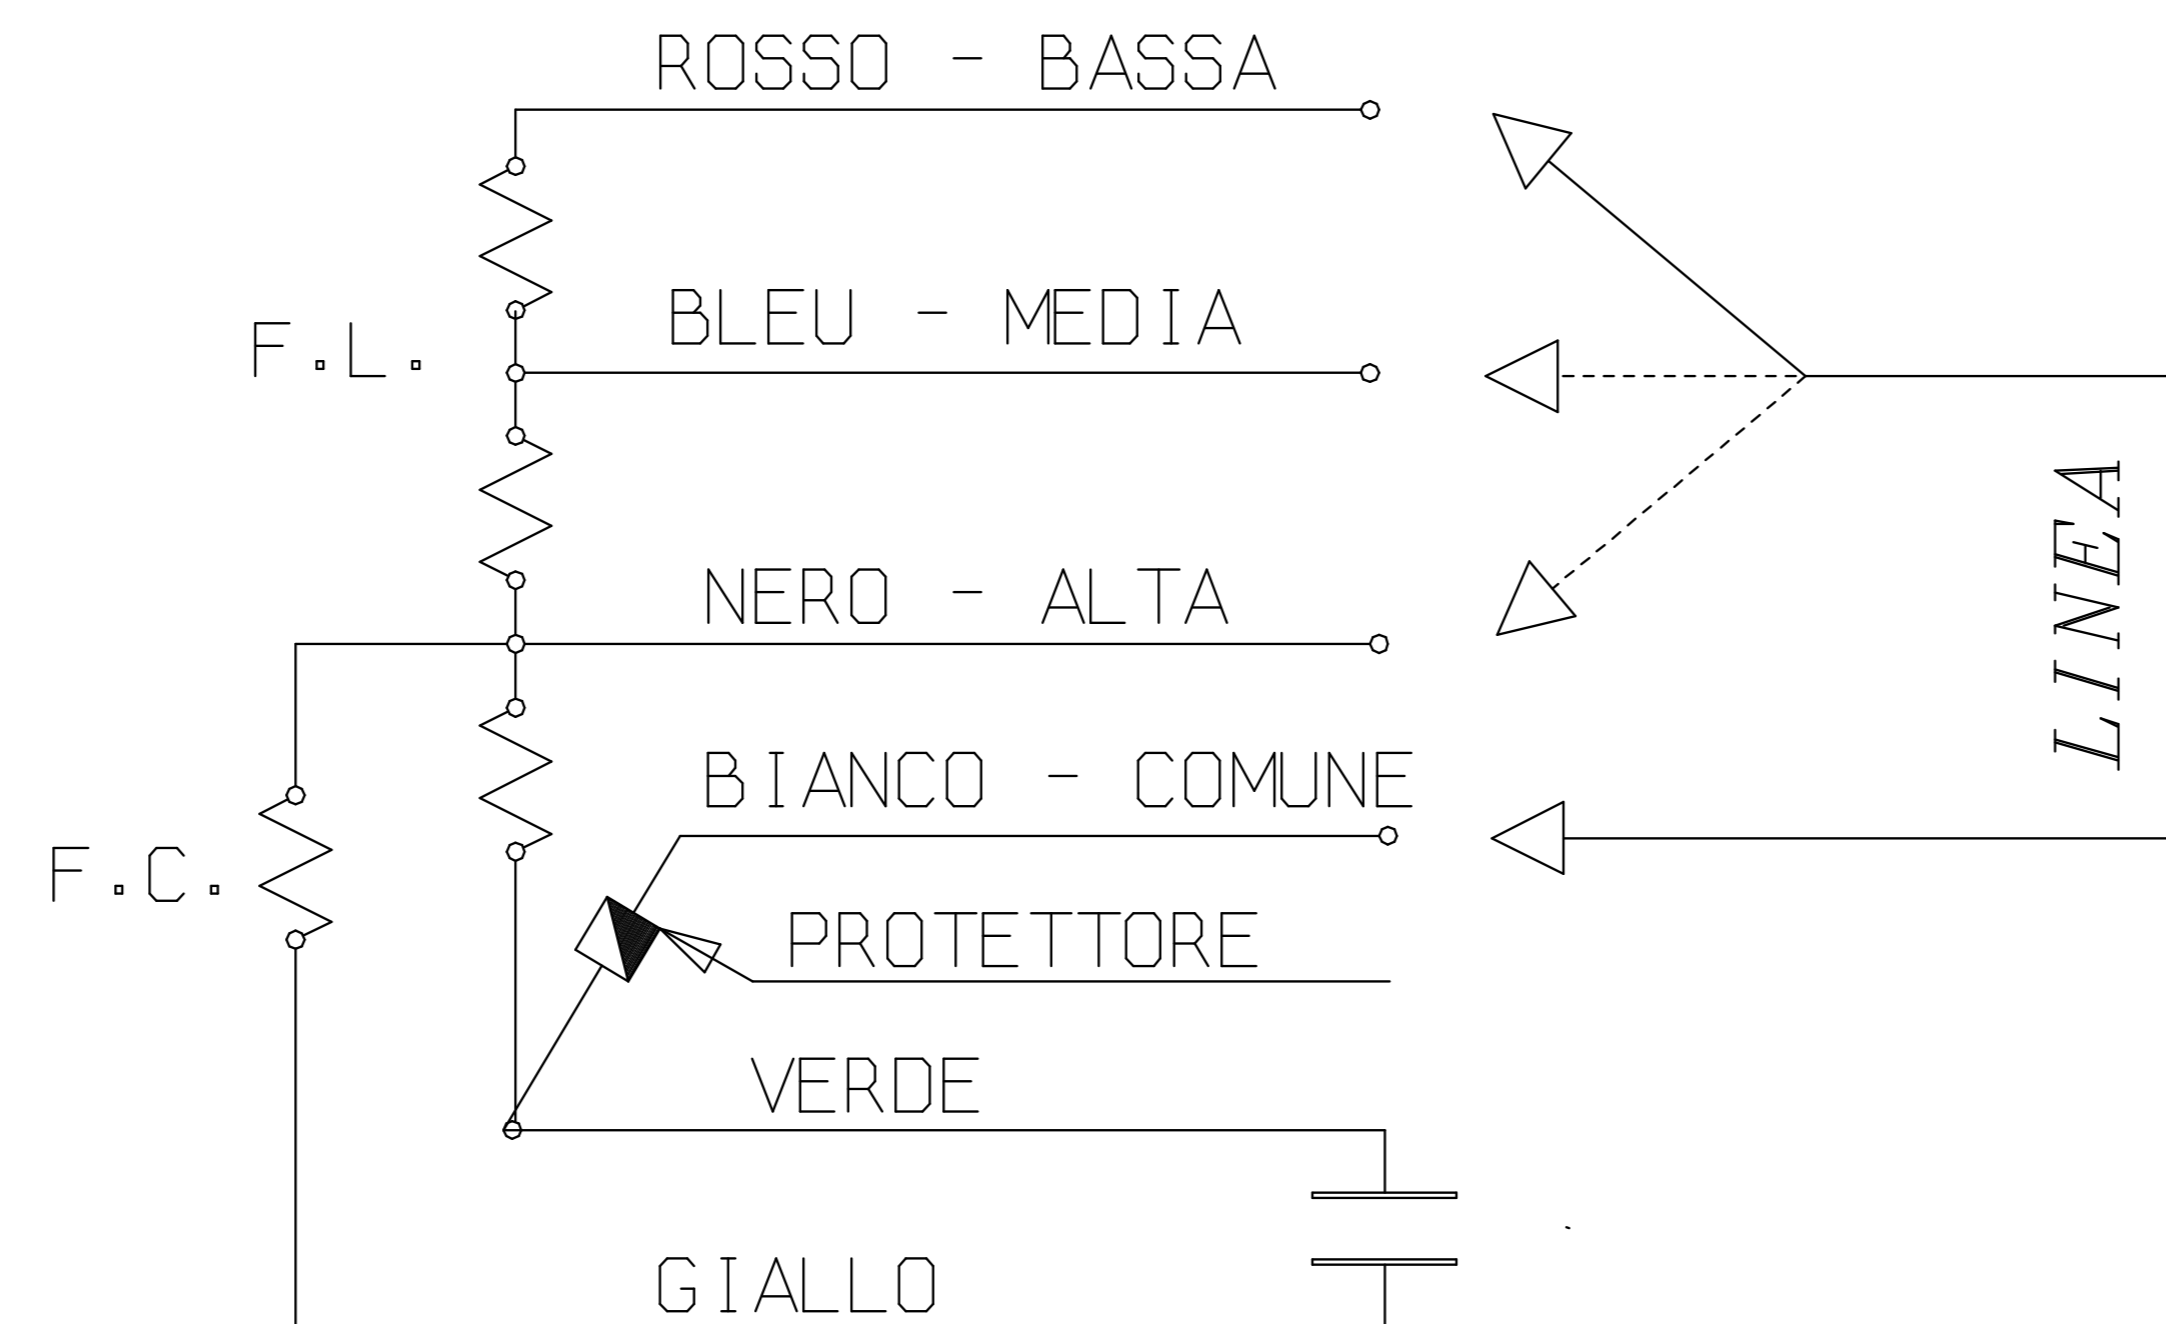 ROSSO - BASSA
BLEU - MEDIA
F.L.
NERO - ALTA
LINEA
BIANCO - COMUNE
F.C.
PROTETTORE
VERDE
GIALLO